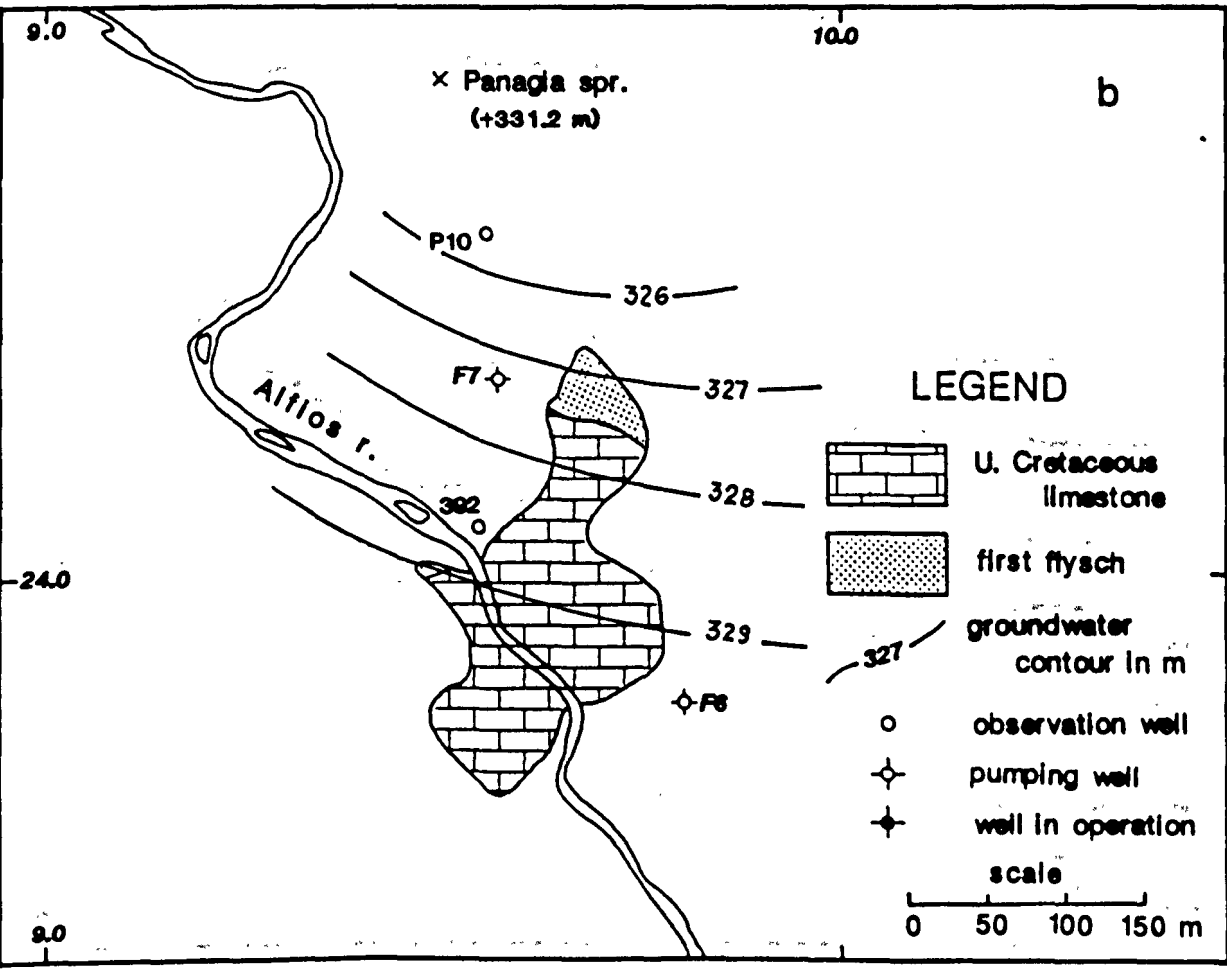 9.0
10.0
× Panagia spr.
(+331.2 m)
b
P10
326
F7
327
Alfios r.
328
392
24.0
329
F6
9.0
LEGEND
U. Cretaceous
limestone
first flysch
327
groundwater
contour in m
observation well
pumping well
well in operation
scale
0 50 100 150 m